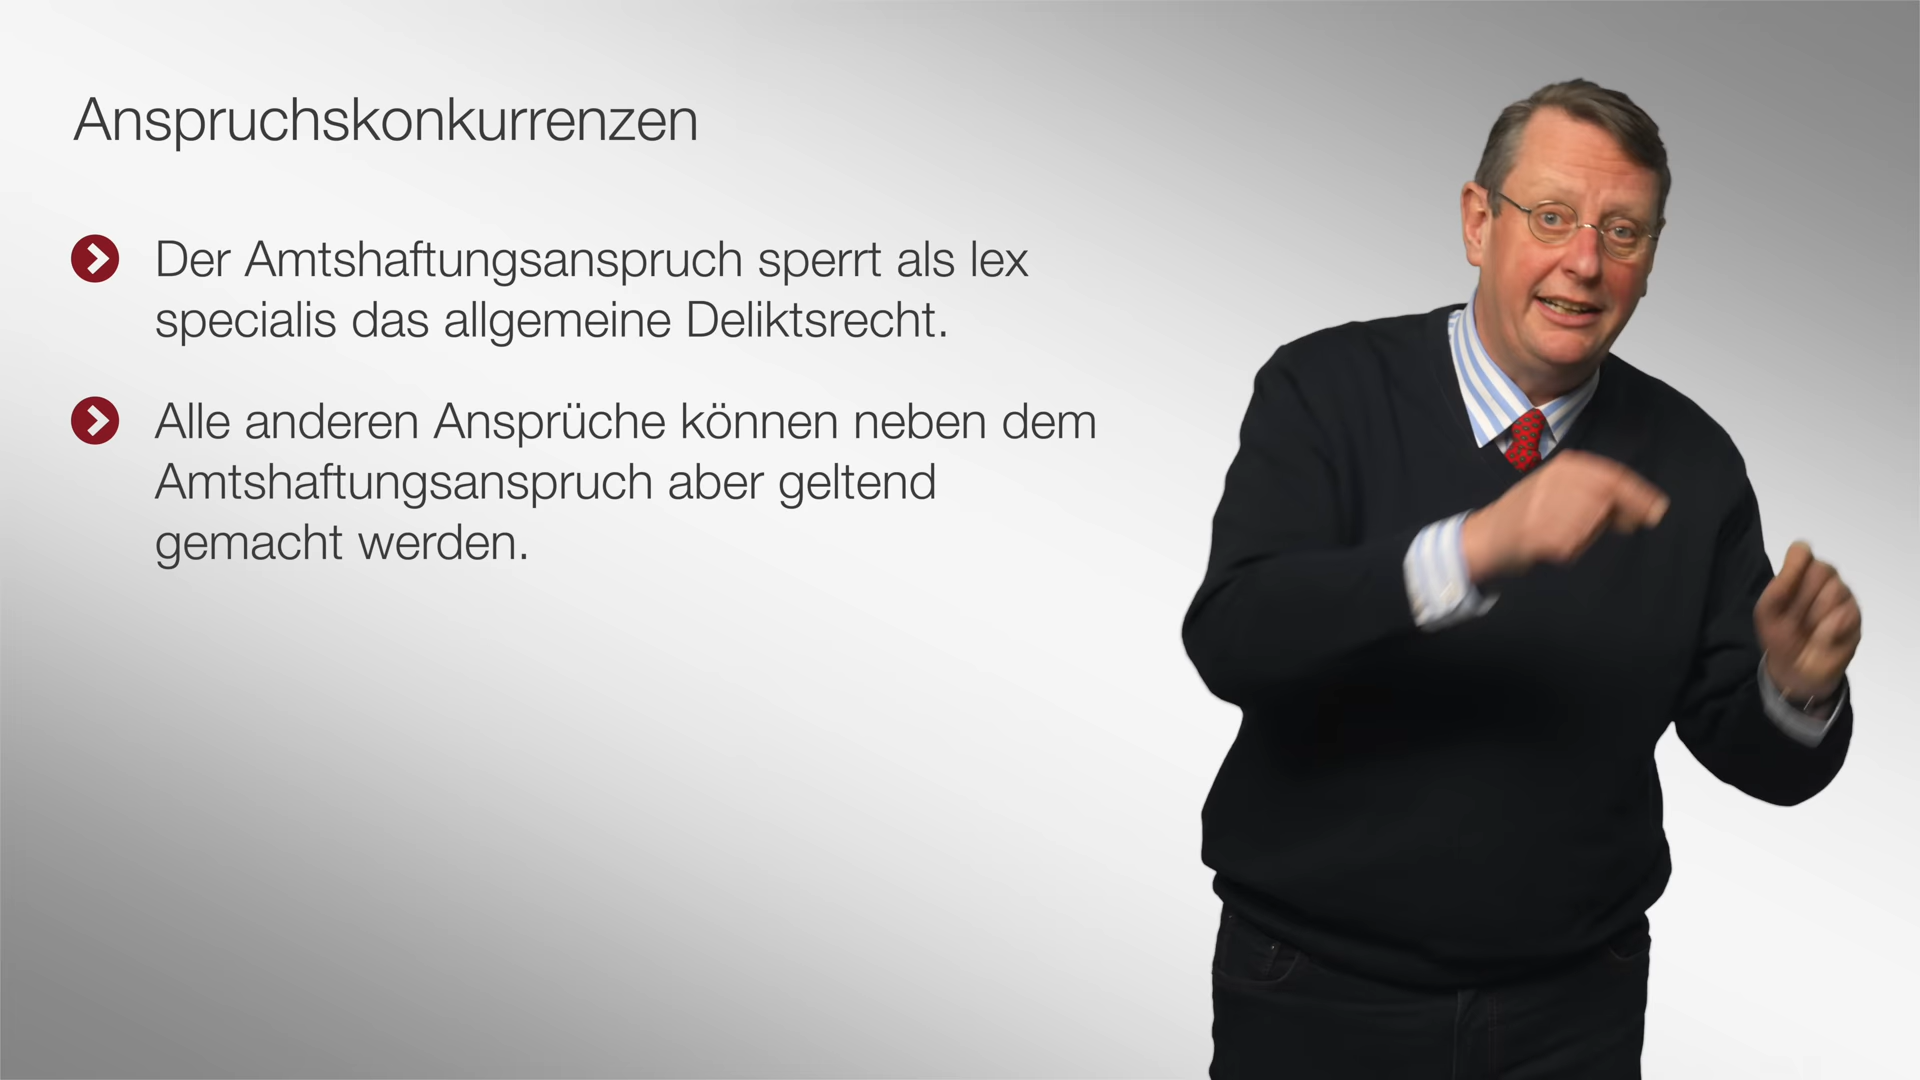 Anspruchskonkurrenzen
Der Amtshaftungsanspruch sperrt als lex
specialis das allgemeine Deliktsrecht.
Alle anderen Ansprüche können neben dem
Amtshaftungsanspruch aber geltend
gemacht werden.